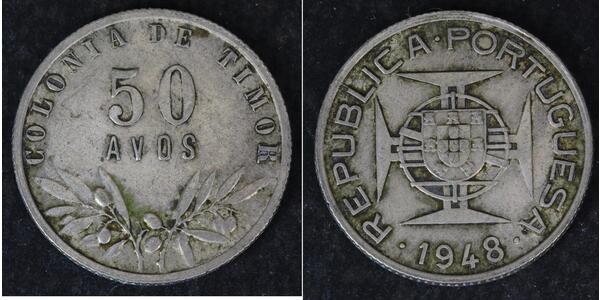 COLONIA DE TIMOR
50
AVOS
REPUBLICA·PORTUGUESA
·1948·